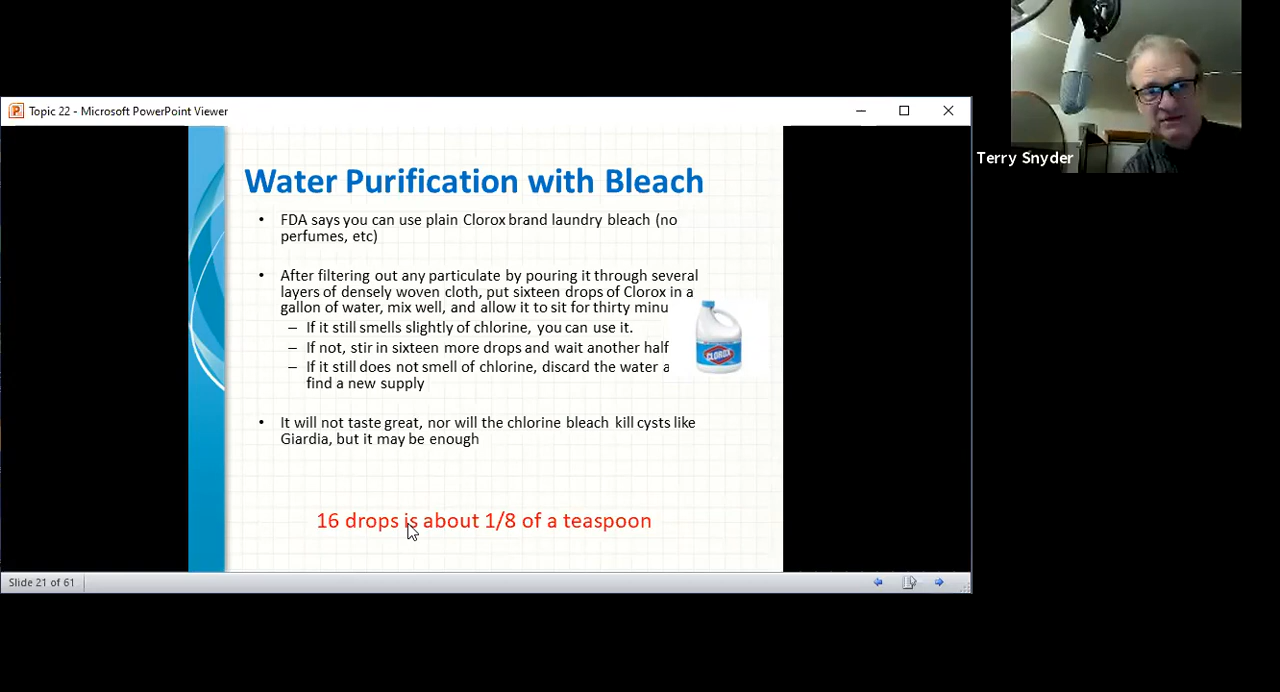 Topic 22 - Microsoft PowerPoint Viewer
Terry Snyder
Water Purification with Bleach
• FDA says you can use plain Clorox brand laundry bleach (no
perfumes, etc)
• After filtering out any particulate by pouring it through several
layers of densely woven cloth, put sixteen drops of Clorox in a
gallon of water, mix well, and allow it to sit for thirty minu
– If it still smells slightly of chlorine, you can use it.
– If not, stir in sixteen more drops and wait another half
– If it still does not smell of chlorine, discard the water a
find a new supply
CLOROX
• It will not taste great, nor will the chlorine bleach kill cysts like
Giardia, but it may be enough
16 drops is about 1/8 of a teaspoon
Slide 21 of 61